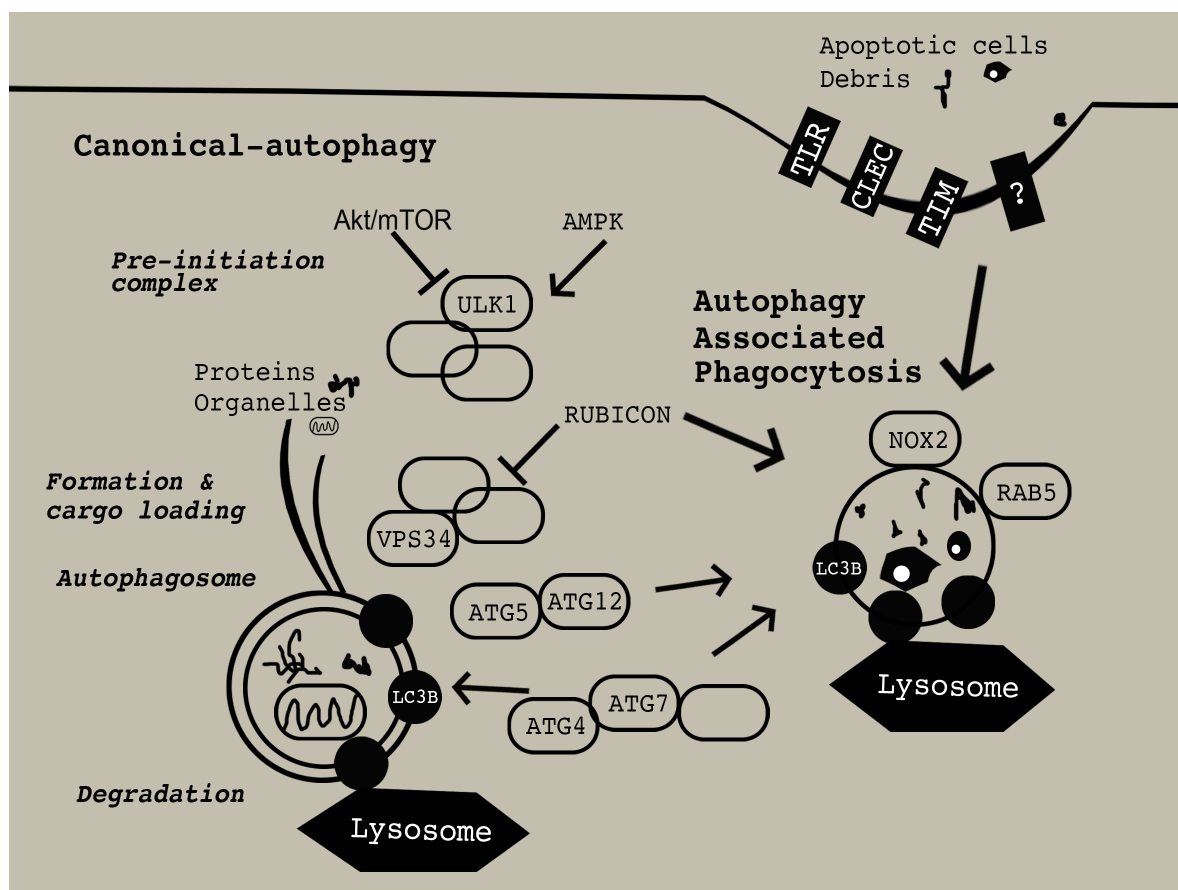 Apoptotic cells
Debris
TLR
CLEC
TIM
?
Canonical-autophagy
Akt/mTOR
AMPK
Pre-initiation
complex
ULK1
Autophagy
Associated
Phagocytosis
Proteins
Organelles
RUBICON
NOX2
RAB5
Formation &
cargo loading
VPS34
LC3B
Autophagosome
ATG5
ATG12
LC3B
ATG4
ATG7
Lysosome
Degradation
Lysosome